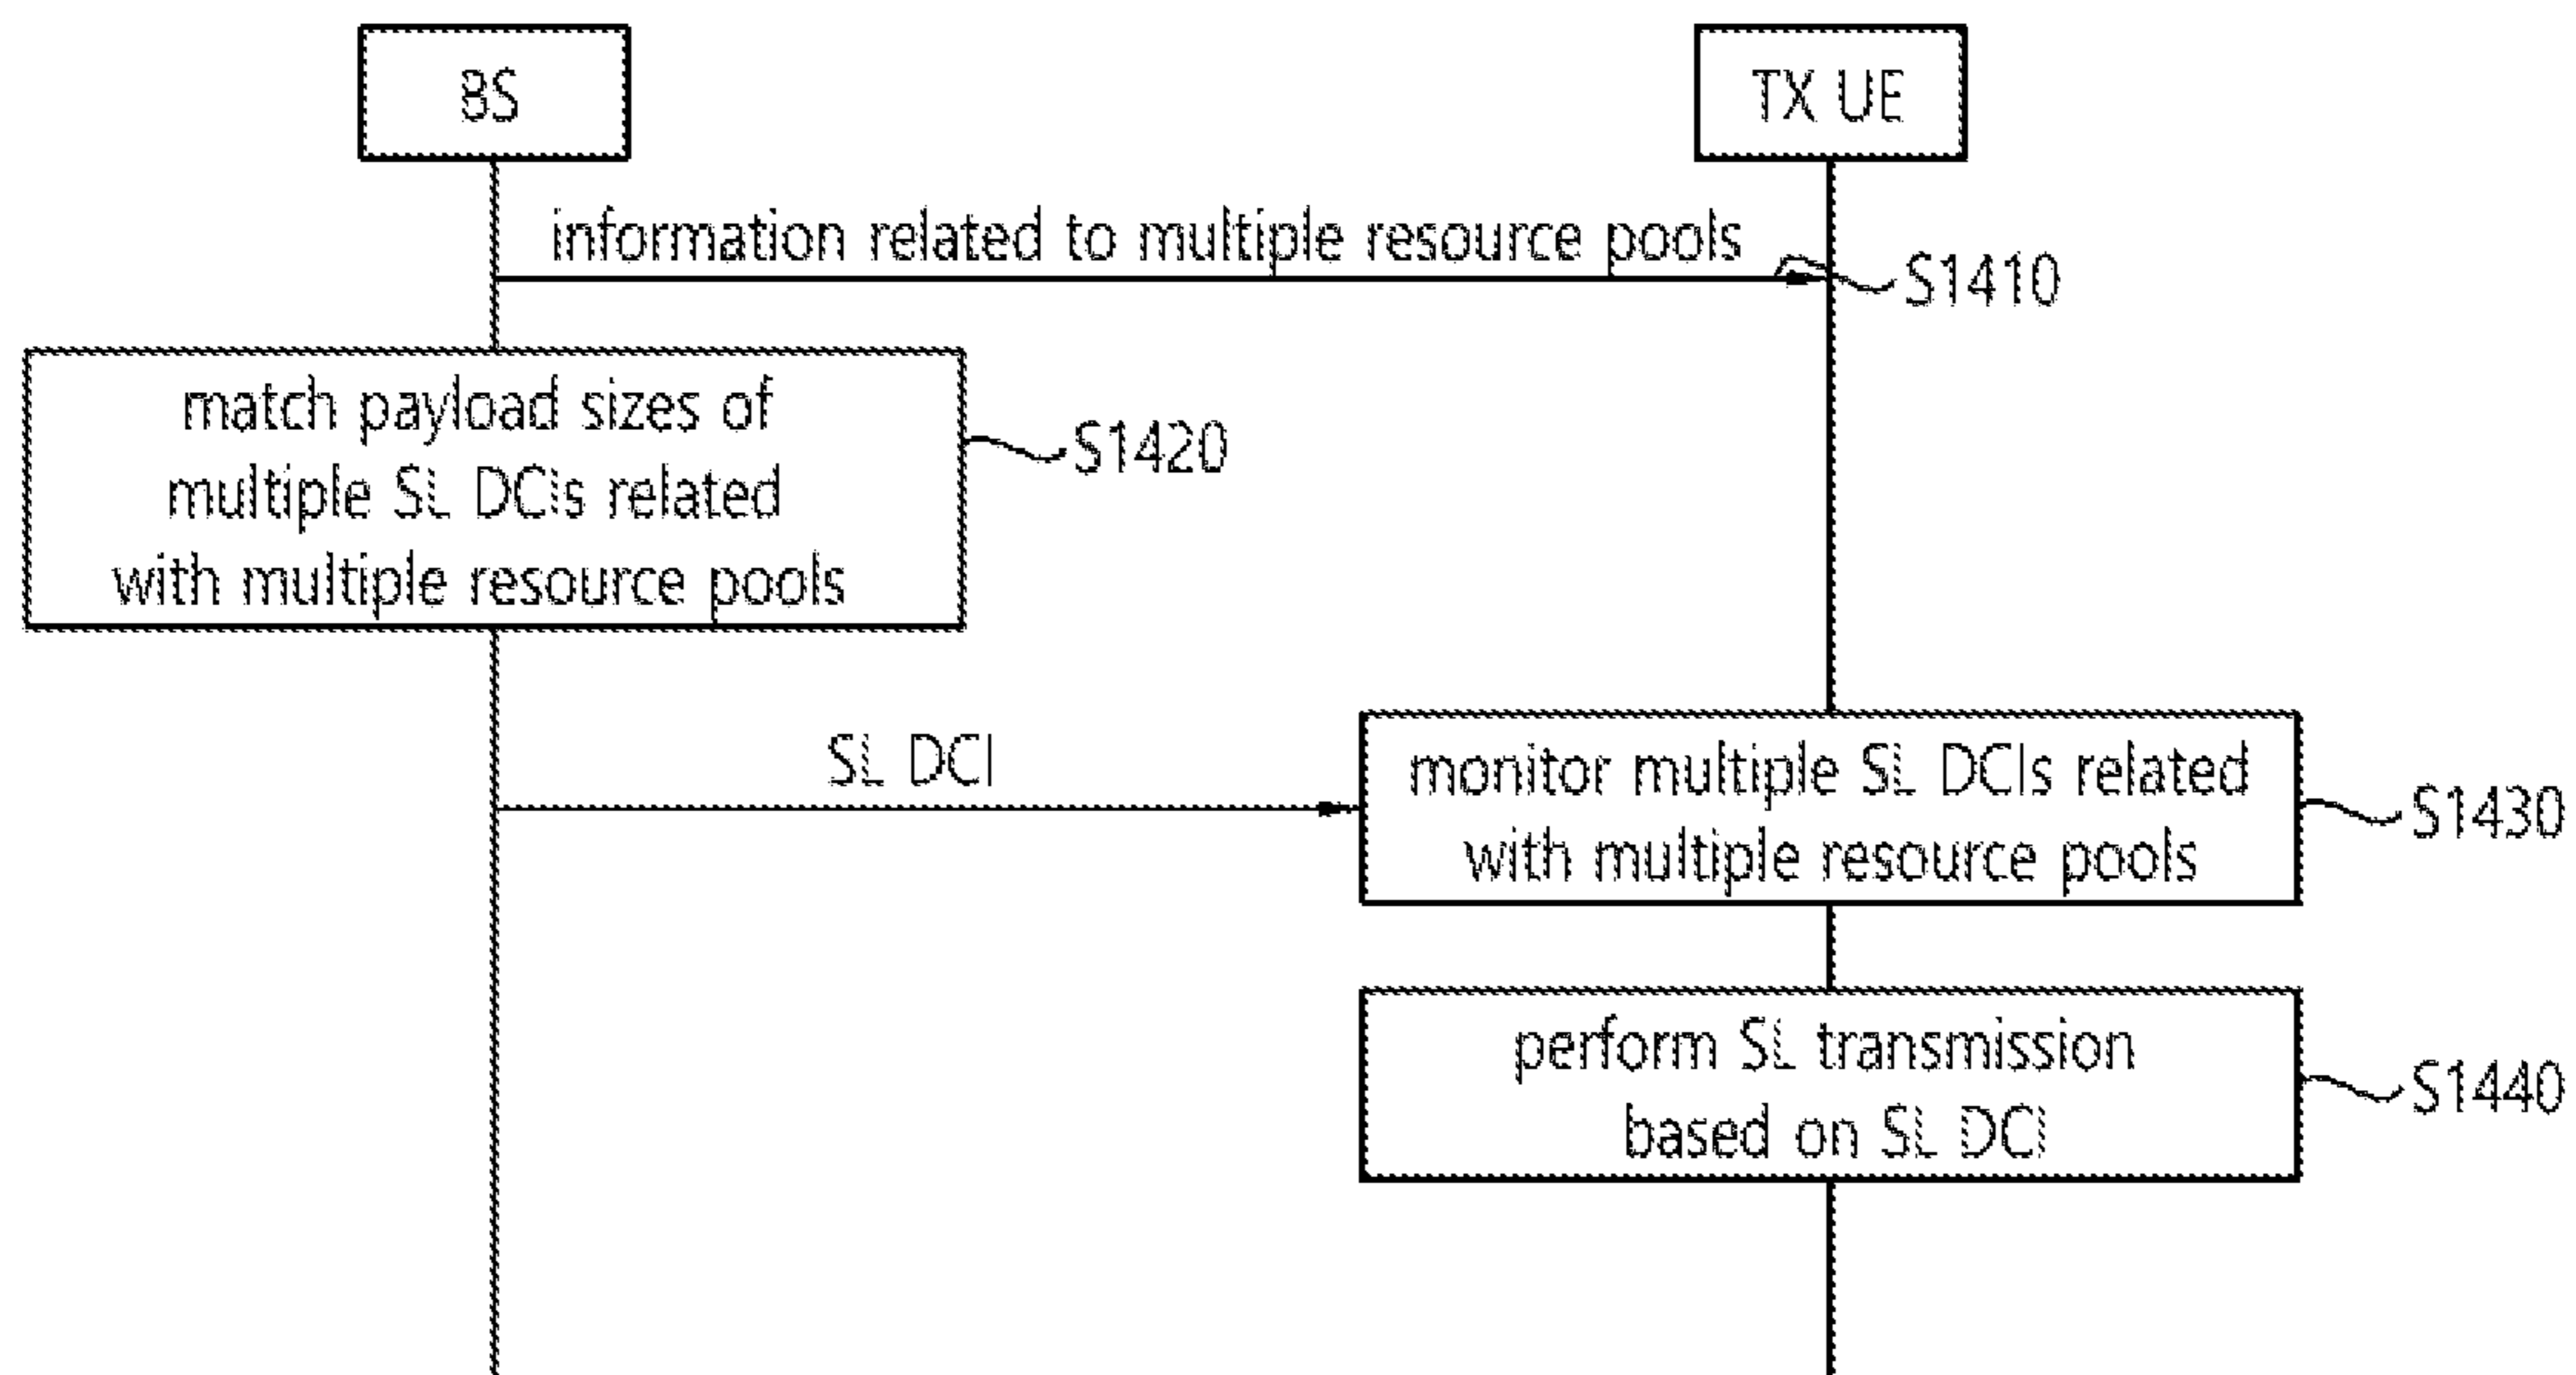 BS
TX UE
information related to multiple resource pools
S1410
match payload sizes of
multiple SL DCIs related
with multiple resource pools
S1420
SL DCI
monitor multiple SL DCIs related
with multiple resource pools
S1430
perform SL transmission
based on SL DCI
S1440